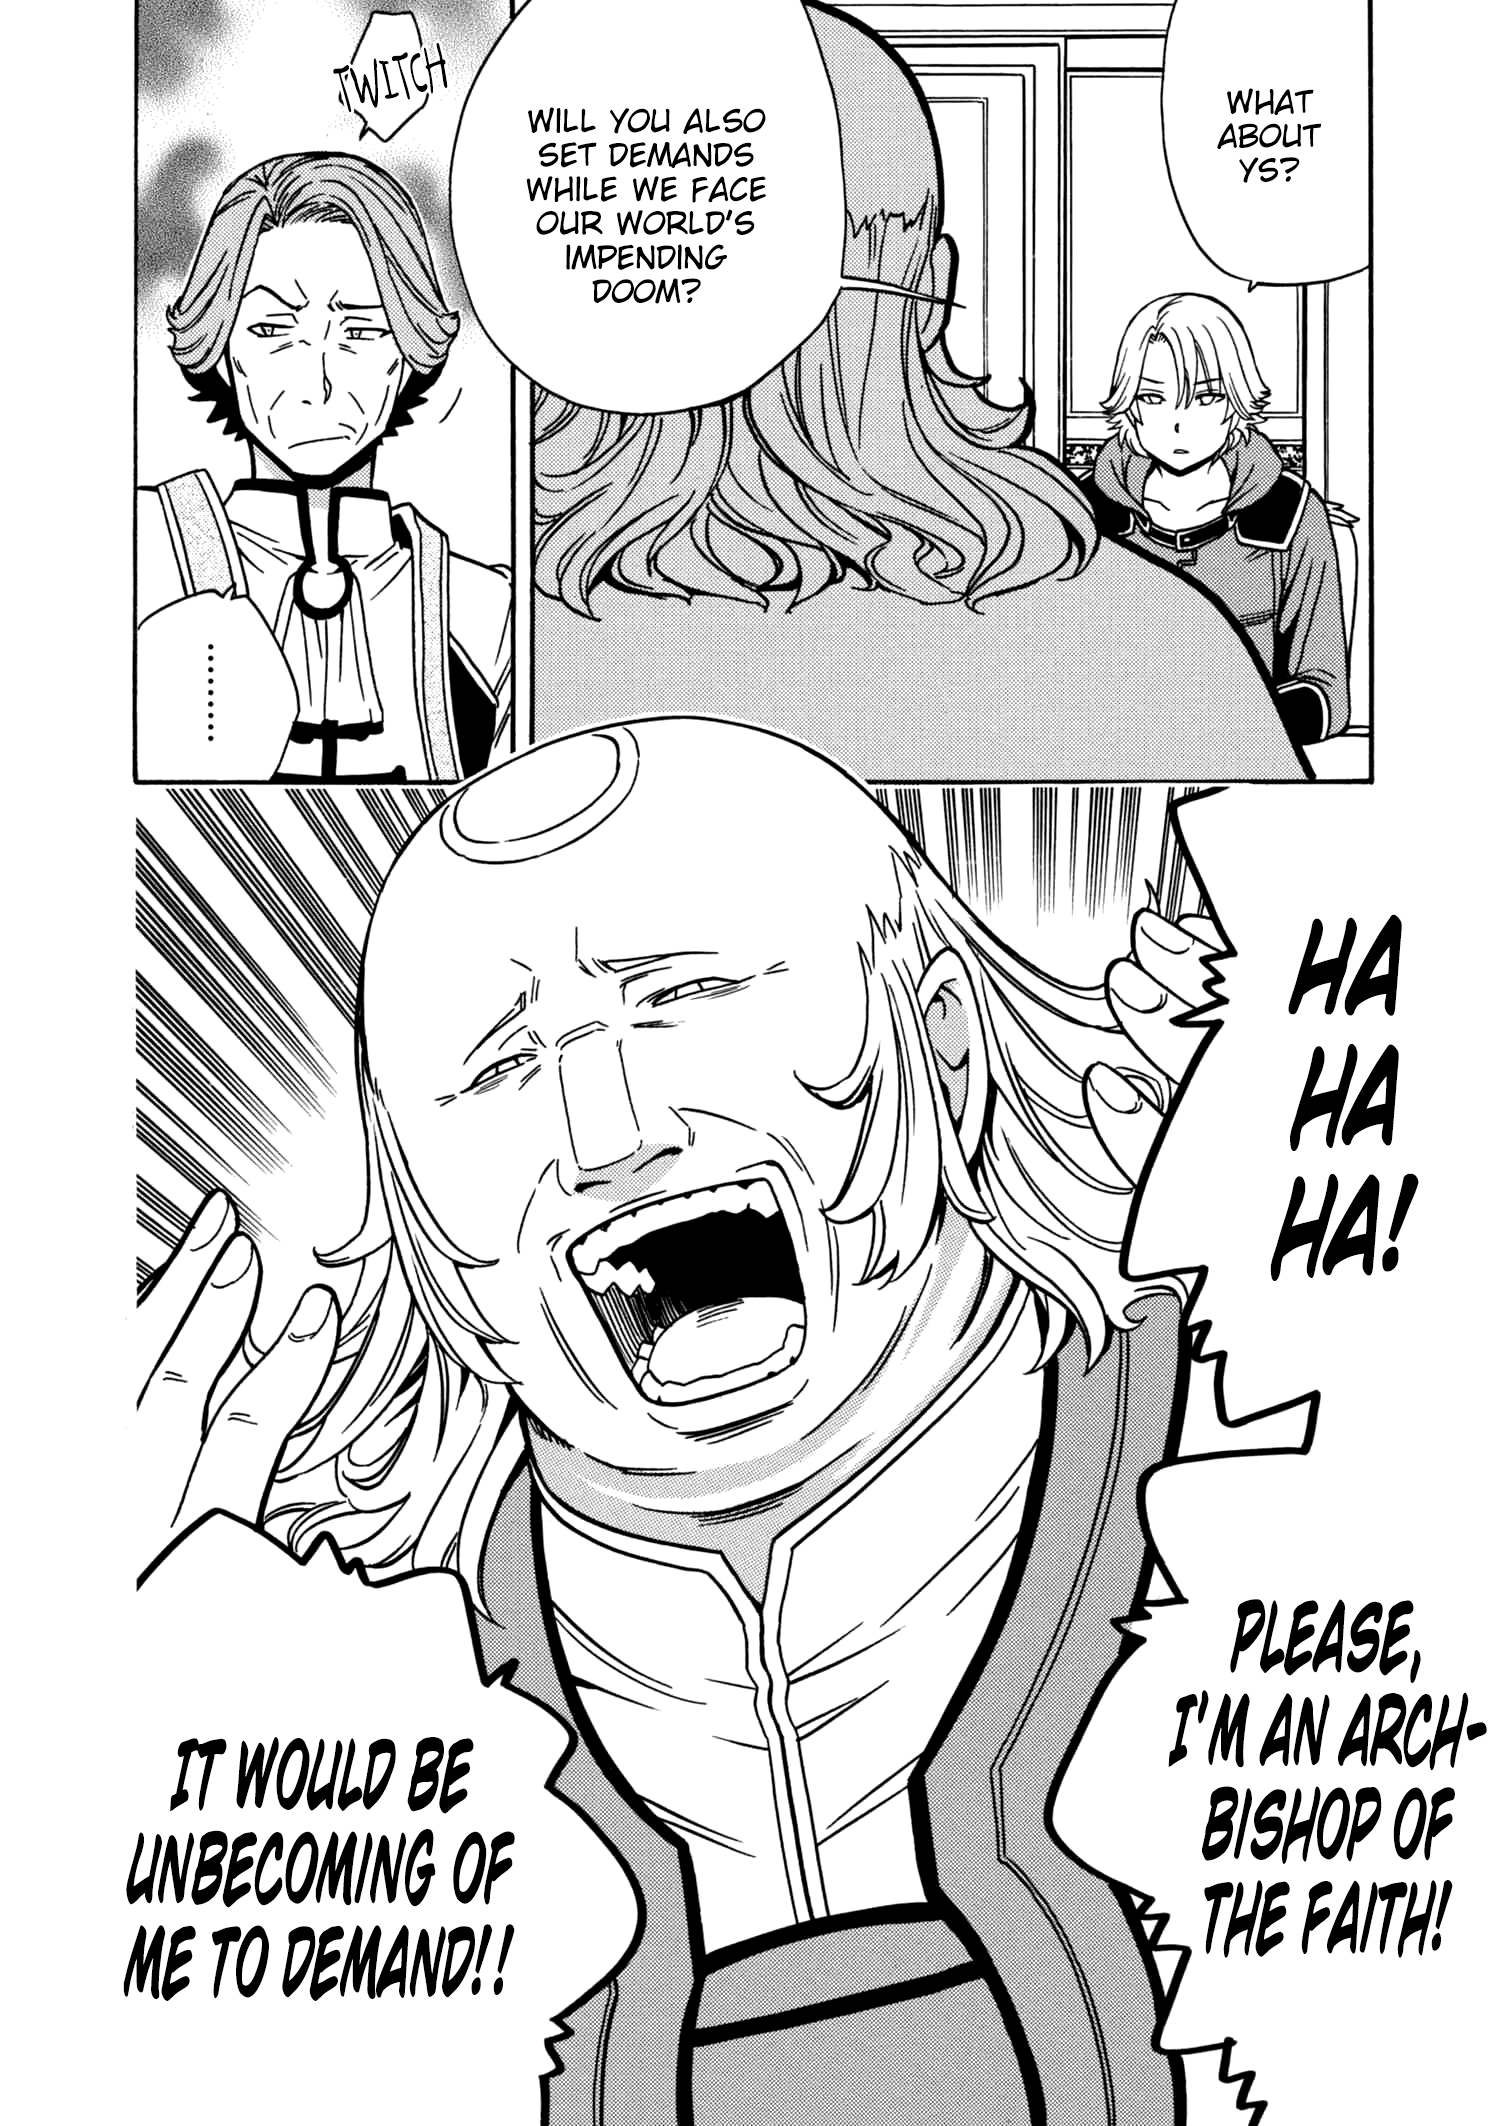 WHAT
ABOUT
YS?
WILL YOU ALSO
SET DEMANDS
WHILE WE FACE
OUR WORLD'S
IMPENDING
DOOM?
TWITCH
........
HA
HA
HA!
PLEASE,
I'M AN ARCH-
BISHOP OF
THE FAITH!
IT WOULD BE
UNBECOMING OF
ME TO DEMAND!!